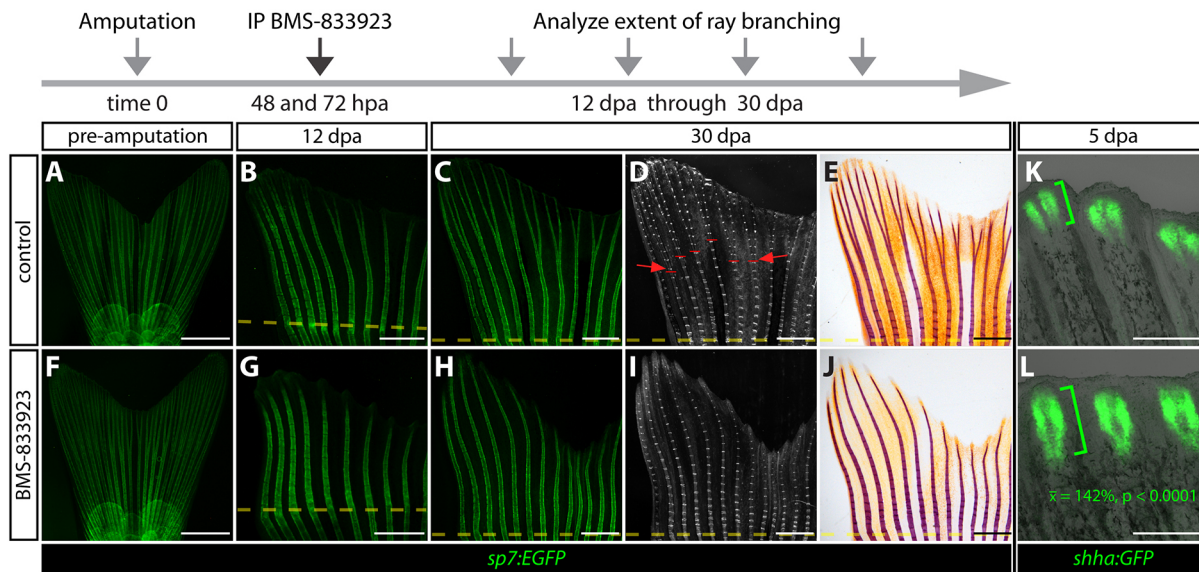 Amputation
IP BMS-833923
Analyze extent of ray branching
time 0
48 and 72 hpa
12 dpa through 30 dpa
pre-amputation
12 dpa
30 dpa
5 dpa
control
A
B
C
D
E
K
BMS-833923
F
G
H
I
J
L
x̄ = 142%, p < 0.0001
sp7:EGFP
shha:GFP